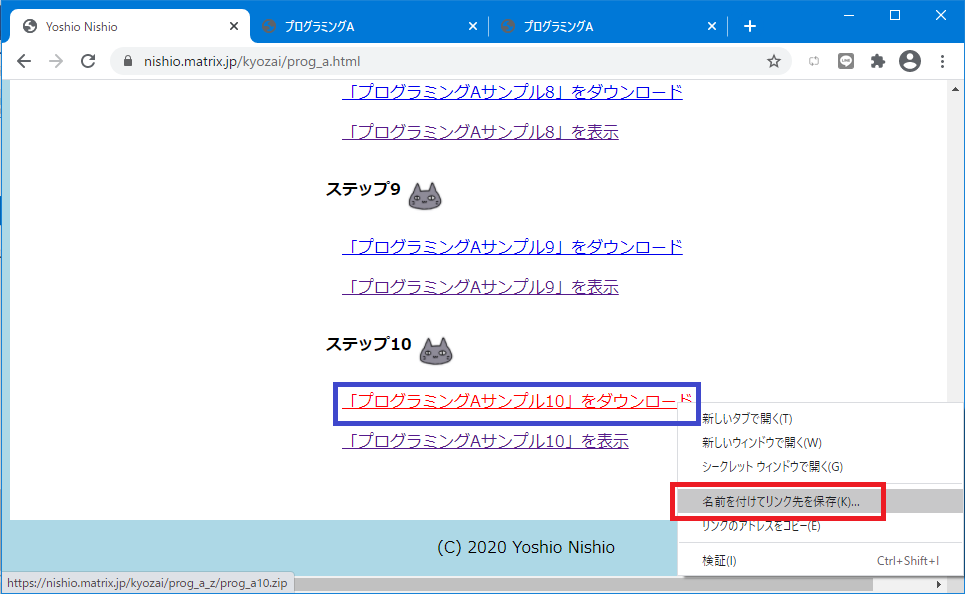 Yoshio Nishio
プログラミングA
プログラミングA
nishio.matrix.jp/kyozai/prog_a.html
「プログラミングAサンプル8」をダウンロード
「プログラミングAサンプル8」を表示
ステップ9
「プログラミングAサンプル9」をダウンロード
「プログラミングAサンプル9」を表示
ステップ10
「プログラミングAサンプル10」をダウンロード
「プログラミングAサンプル10」を表示
新しいタブで開く(T)
新しいウィンドウで開く(W)
シークレット ウィンドウで開く(G)
名前を付けてリンク先を保存(K)...
リンクのアドレスをコピー(E)
検証(I) Ctrl+Shift+I
(C) 2020 Yoshio Nishio
https://nishio.matrix.jp/kyozai/prog_a_z/prog_a10.zip